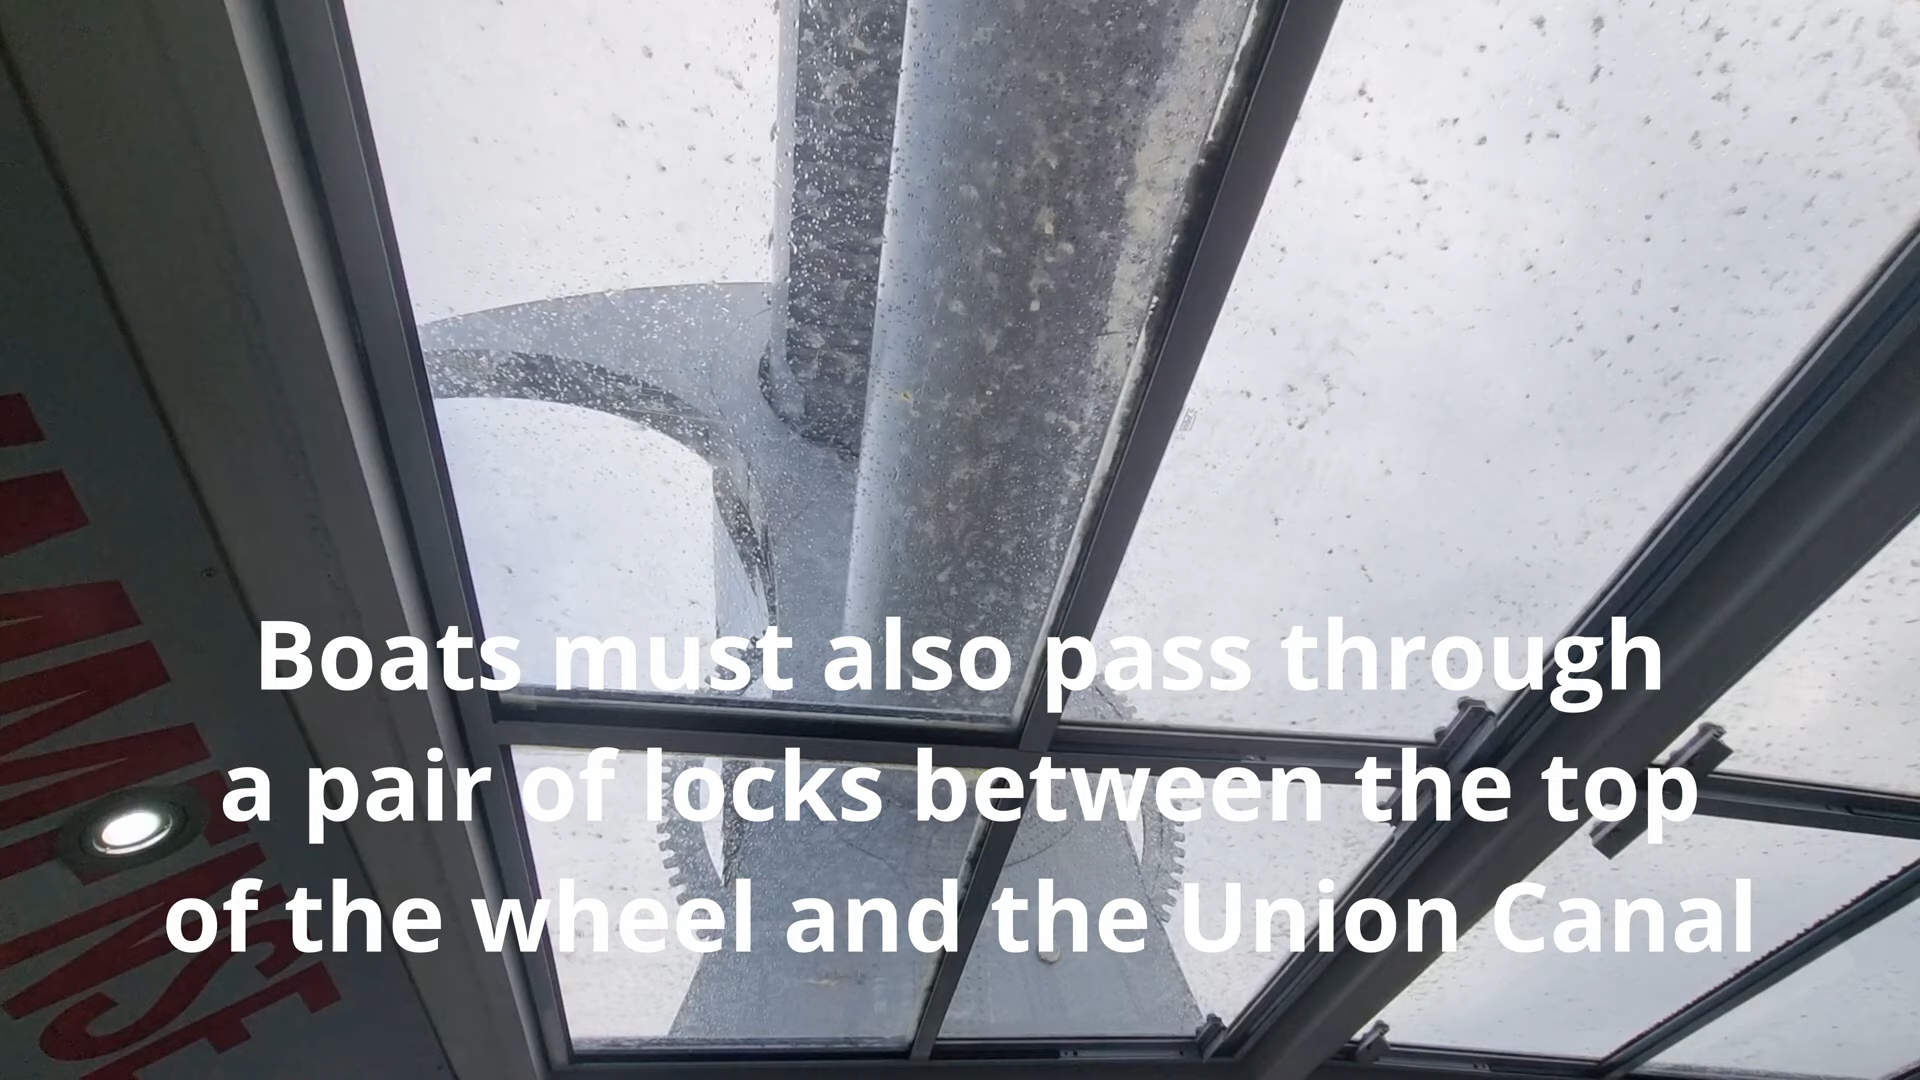 Boats must also pass through
a pair of locks between the top
of the wheel and the Union Canal